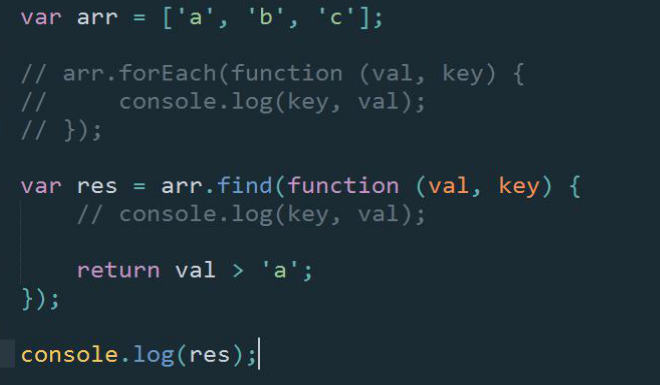 var arr = ['a', 'b', 'c'];
// arr.forEach(function (val, key) {
//     console.log(key, val);
// });
var res = arr.find(function (val, key) {
    // console.log(key, val);
    return val > 'a';
});
console.log(res);